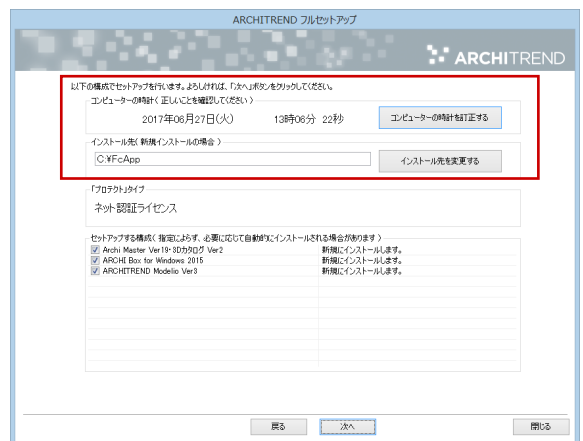 ARCHITREND フルセットアップ
ARCHITREND
以下の構成でセットアップを行います。よろしければ、「次へ」ボタンをクリックしてください。
コンピューターの時計（ 正しいことを確認してください ）
2017年06月27日(火) 13時06分 22秒 コンピューターの時計を訂正する
インストール先( 新規インストールの場合 )
C:¥FcApp インストール先を変更する
「プロテクト」タイプ
ネット認証ライセンス
セットアップする構成( 指定によらず、必要に応じて自動的にインストールされる場合があります )
Archi Master Ver19・3Dカタログ Ver2 新規にインストールします。
ARCHI Box for Windows 2015 新規にインストールします。
ARCHITREND Modelio Ver3 新規にインストールします。
戻る 次へ 閉じる